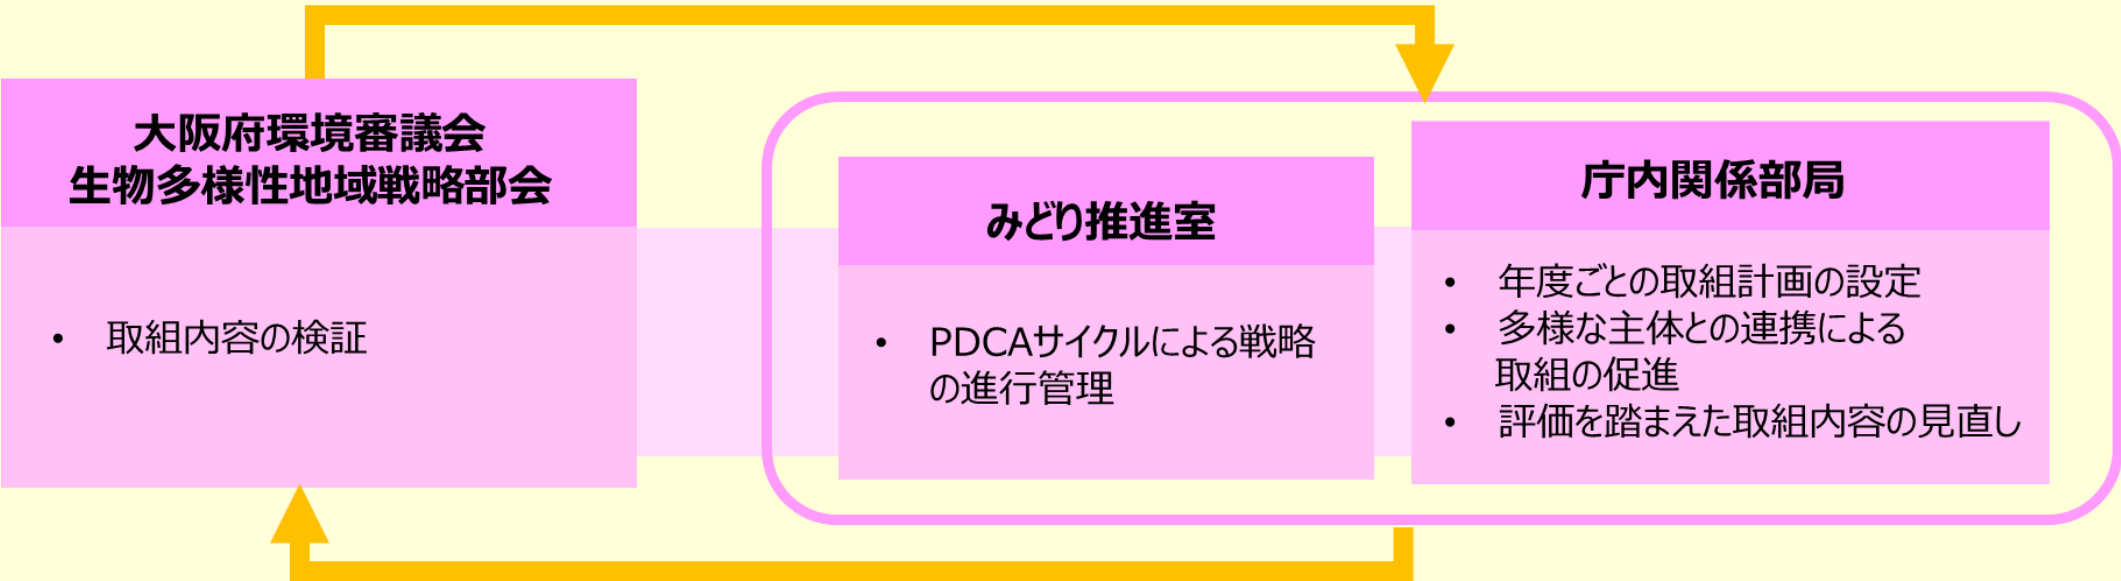 大阪府環境審議会
生物多様性地域戦略部会
• 取組内容の検証
みどり推進室
• PDCAサイクルによる戦略
の進行管理
庁内関係部局
• 年度ごとの取組計画の設定
• 多様な主体との連携による
取組の促進
• 評価を踏まえた取組内容の見直し